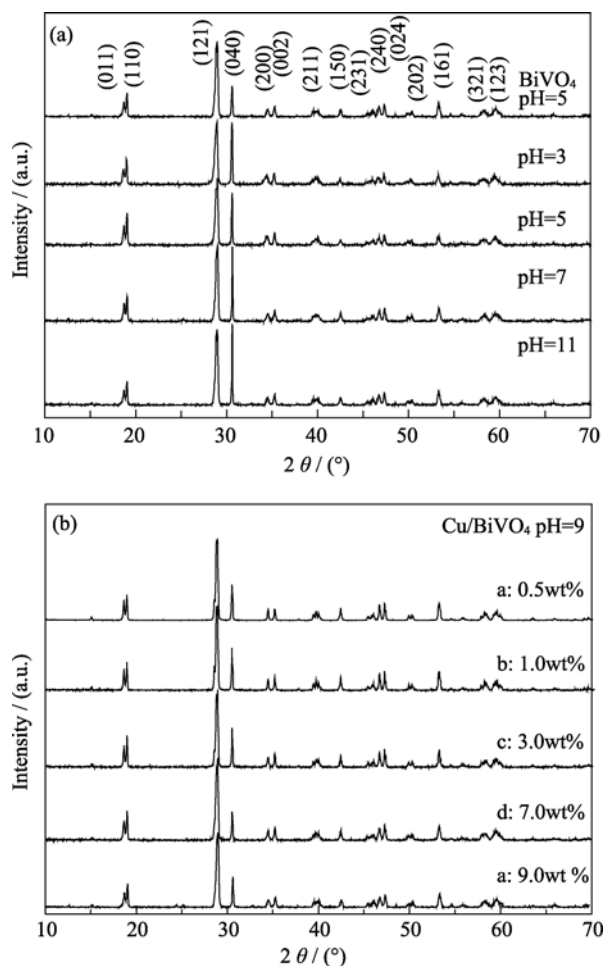 (a)
(011)
(110)
(121)
(040)
(200)
(002)
(211)
(150)
(231)
(240)
(024)
(202)
(161)
(321)
(123)
BiVO₄
pH=5
pH=3
pH=5
pH=7
pH=11
Intensity / (a.u.)
10 20 30 40 50 60 70
2 θ / (°)
(b)
Cu/BiVO₄ pH=9
a: 0.5wt%
b: 1.0wt%
c: 3.0wt%
d: 7.0wt%
a: 9.0wt %
Intensity / (a.u.)
10 20 30 40 50 60 70
2 θ / (°)